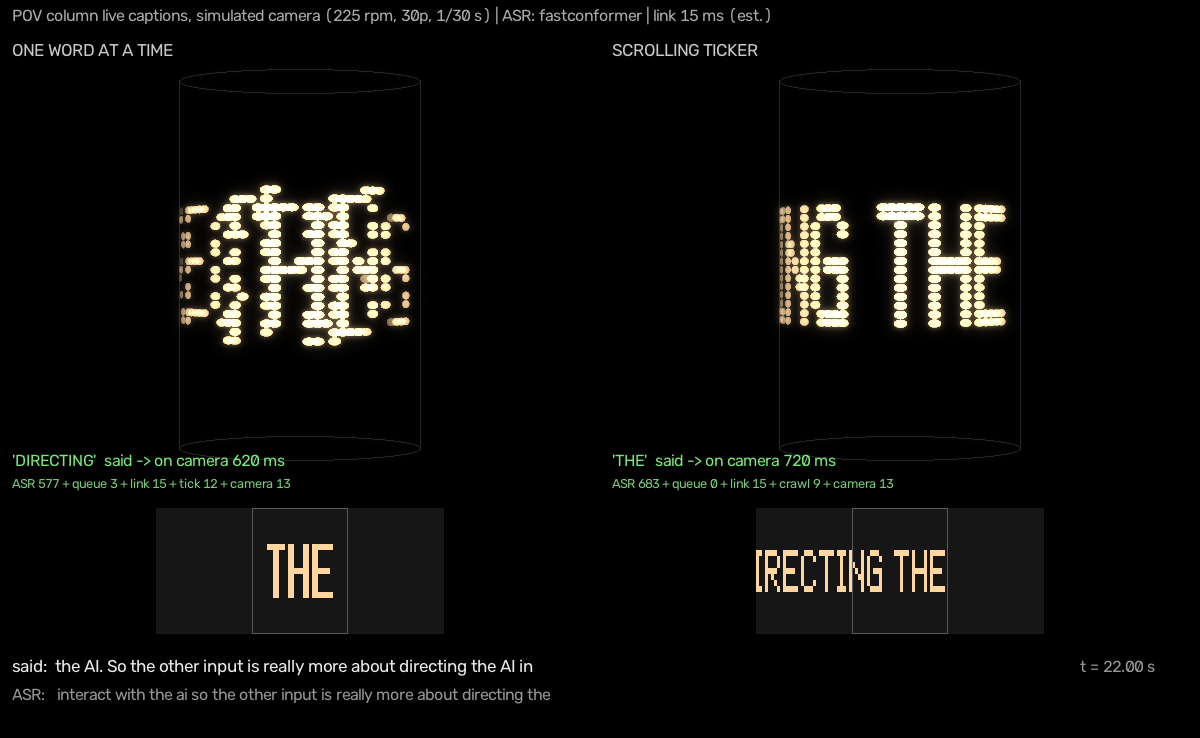 POV column live captions, simulated camera (225 rpm, 30p, 1/30 s) | ASR: fastconformer | link 15 ms (est.)
ONE WORD AT A TIME
SCROLLING TICKER
NG THE
'DIRECTING' said -> on camera 620 ms
ASR 577 + queue 3 + link 15 + tick 12 + camera 13
'THE' said -> on camera 720 ms
ASR 683 + queue 0 + link 15 + crawl 9 + camera 13
THE
IRECTING THE
said: the AI. So the other input is really more about directing the AI in
t = 22.00 s
ASR: interact with the ai so the other input is really more about directing the